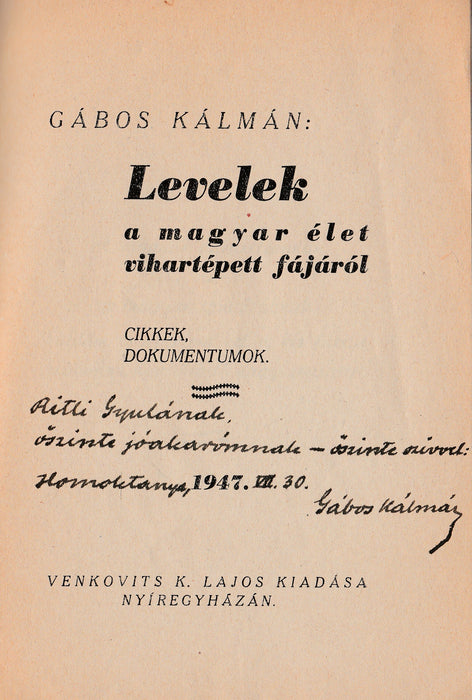 GÁBOS KÁLMÁN:
Levelek
a magyar élet
vihartépett fájáról
CIKKEK,
DOKUMENTUMOK.
Ritli Gyulának,
őszinte jóakarómnak – őszinte szívvel:
Homoktanya, 1947. VII. 30.
Gábos Kálmán
VENKOVITS K. LAJOS KIADÁSA
NYÍREGYHÁZÁN.